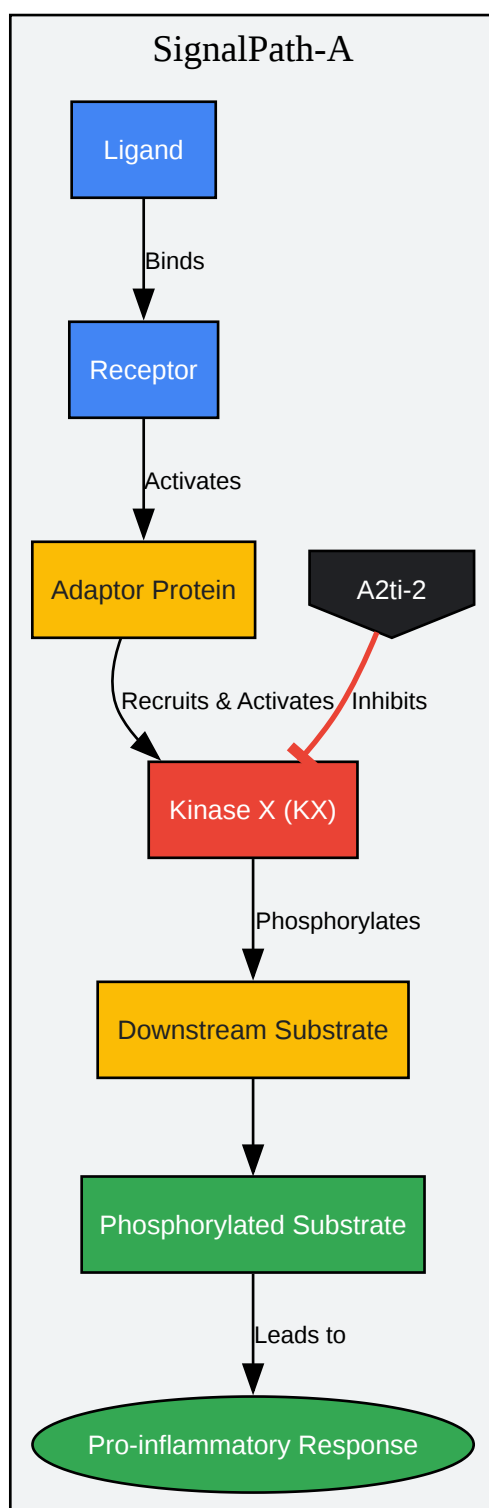 SignalPath-A
Ligand
Binds
Receptor
Activates
Adaptor Protein
A2ti-2
Recruits & Activates
Inhibits
Kinase X (KX)
Phosphorylates
Downstream Substrate
Phosphorylated Substrate
Leads to
Pro-inflammatory Response